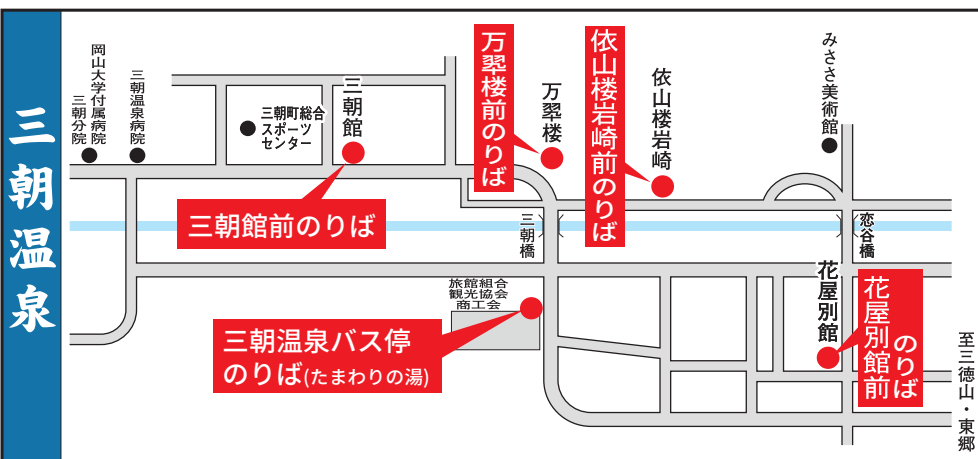 三朝温泉
岡山大学付属病院
三朝分院
三朝温泉病院
三朝町総合
スポーツ
センター
三朝館
三朝館前のりば
万翆楼前のりば
万翆楼
依山楼岩崎前のりば
依山楼岩崎
みささ美術館
三朝橋
恋谷橋
旅館組合
観光協会
商工会
三朝温泉バス停
のりば(たまわりの湯)
花屋別館
花屋別館前
のりば
至三徳山・東郷